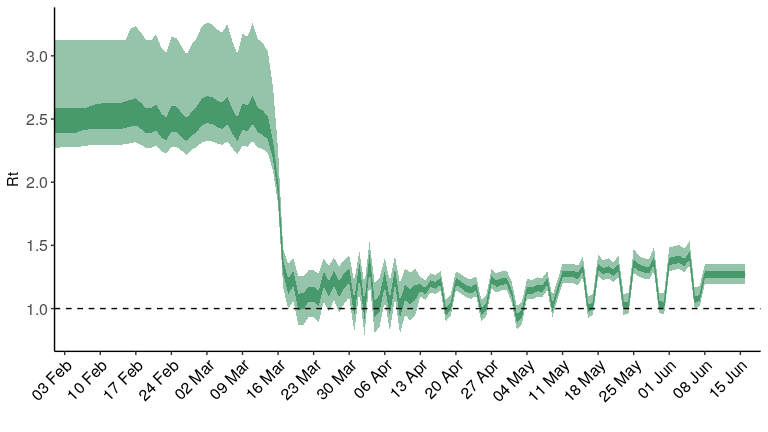 Rt
3.0
2.5
2.0
1.5
1.0
03 Feb
10 Feb
17 Feb
24 Feb
02 Mar
09 Mar
16 Mar
23 Mar
30 Mar
06 Apr
13 Apr
20 Apr
27 Apr
04 May
11 May
18 May
25 May
01 Jun
08 Jun
15 Jun